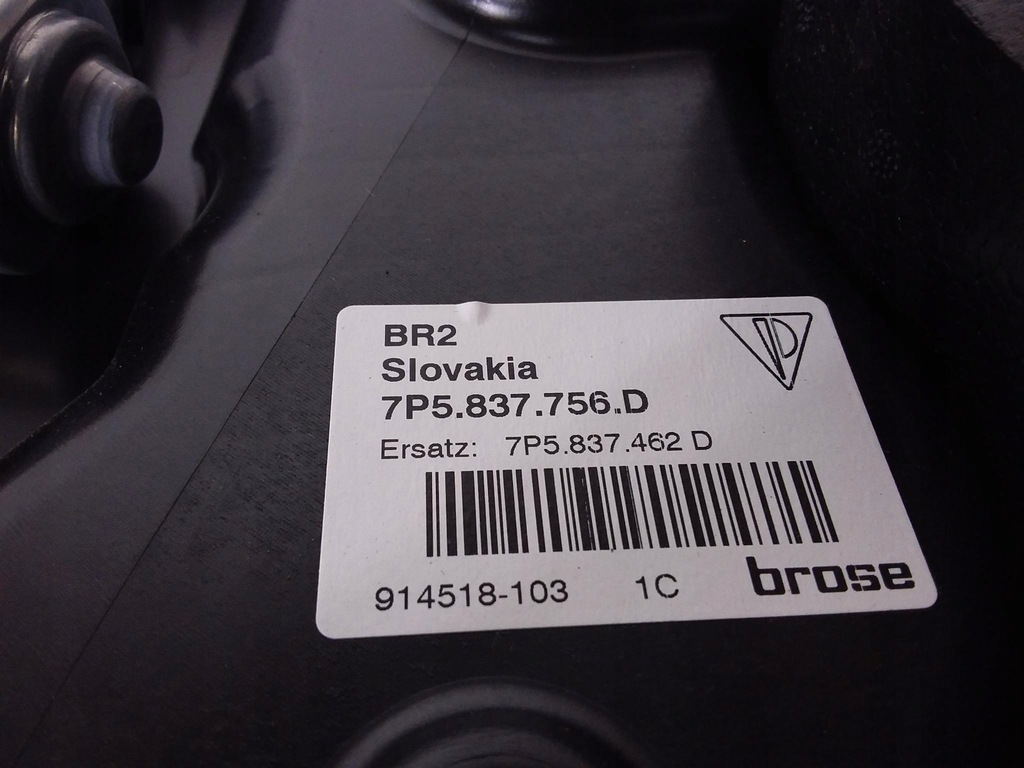 BR2
Slovakia
7P5.837.756.D
Ersatz: 7P5.837.462 D
914518-103 1C
brose